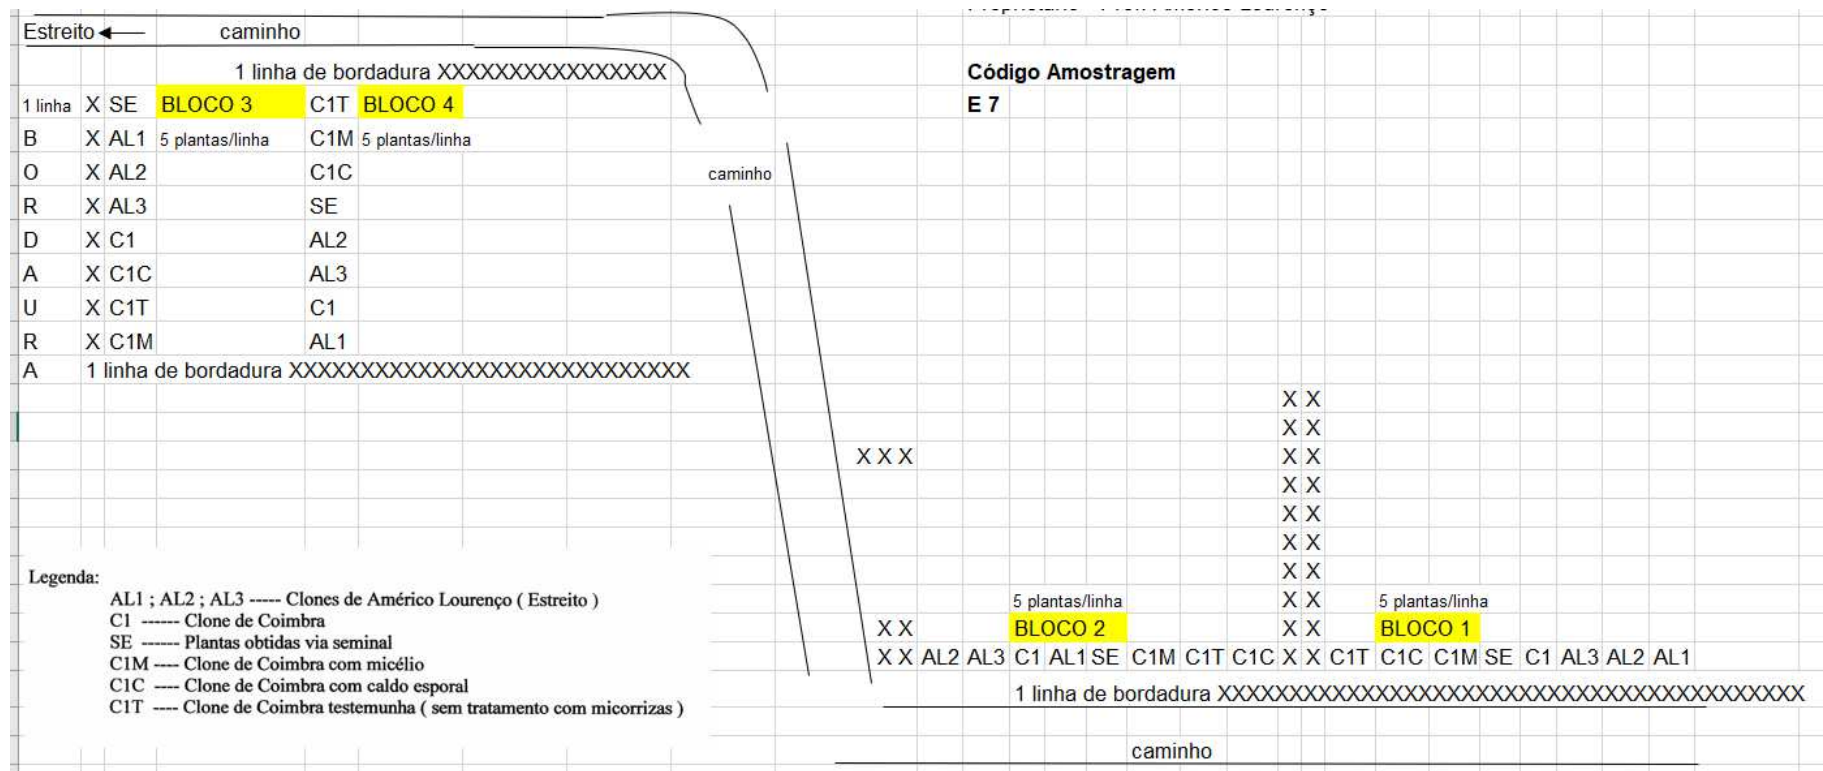 Estreito caminho
1 linha de bordadura XXXXXXXXXXXXXXXX
Código Amostragem
1 linha X SE BLOCO 3 C1T BLOCO 4
E 7
B X AL1 5 plantas/linha C1M 5 plantas/linha
O X AL2 C1C
caminho
R X AL3 SE
D X C1 AL2
A X C1C AL3
U X C1T C1
R X C1M AL1
A 1 linha de bordadura XXXXXXXXXXXXXXXXXXXXXXXXXXXX
X X
X X
X X X X X
X X
X X
X X
X X
5 plantas/linha X X 5 plantas/linha
X X BLOCO 2 X X BLOCO 1
X X AL2 AL3 C1 AL1 SE C1M C1T C1C X X C1T C1C C1M SE C1 AL3 AL2 AL1
1 linha de bordadura XXXXXXXXXXXXXXXXXXXXXXXXXXXXXXXXXXXXXXXXX
caminho
Legenda:
AL1 ; AL2 ; AL3 ----- Clones de Américo Lourenço ( Estreito )
C1 ------ Clone de Coimbra
SE ------ Plantas obtidas via seminal
C1M ---- Clone de Coimbra com micélio
C1C ---- Clone de Coimbra com caldo esporal
C1T ---- Clone de Coimbra testemunha ( sem tratamento com micorrizas )